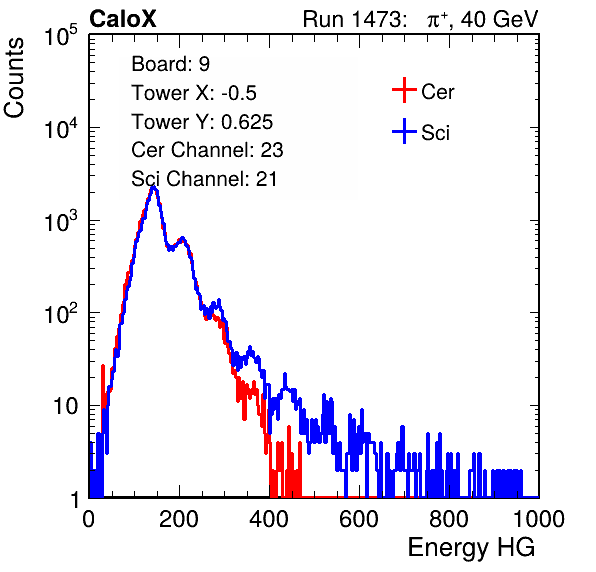 CaloX
Run 1473: π⁺, 40 GeV
Counts
Board: 9
Tower X: -0.5
Tower Y: 0.625
Cer Channel: 23
Sci Channel: 21
Cer
Sci
10⁵
10⁴
10³
10²
10
1
0 200 400 600 800 1000
Energy HG